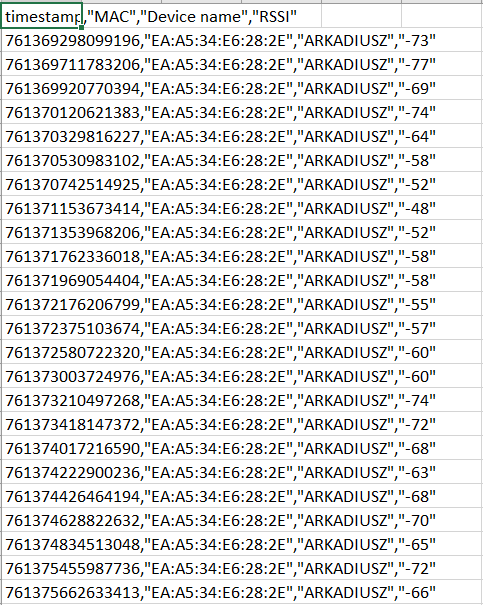 timestamp,"MAC","Device name","RSSI"
761369298099196,"EA:A5:34:E6:28:2E","ARKADIUSZ","-73"
761369711783206,"EA:A5:34:E6:28:2E","ARKADIUSZ","-77"
761369920770394,"EA:A5:34:E6:28:2E","ARKADIUSZ","-69"
761370120621383,"EA:A5:34:E6:28:2E","ARKADIUSZ","-74"
761370329816227,"EA:A5:34:E6:28:2E","ARKADIUSZ","-64"
761370530983102,"EA:A5:34:E6:28:2E","ARKADIUSZ","-58"
761370742514925,"EA:A5:34:E6:28:2E","ARKADIUSZ","-52"
761371153673414,"EA:A5:34:E6:28:2E","ARKADIUSZ","-48"
761371353968206,"EA:A5:34:E6:28:2E","ARKADIUSZ","-52"
761371762336018,"EA:A5:34:E6:28:2E","ARKADIUSZ","-58"
761371969054404,"EA:A5:34:E6:28:2E","ARKADIUSZ","-58"
761372176206799,"EA:A5:34:E6:28:2E","ARKADIUSZ","-55"
761372375103674,"EA:A5:34:E6:28:2E","ARKADIUSZ","-57"
761372580722320,"EA:A5:34:E6:28:2E","ARKADIUSZ","-60"
761373003724976,"EA:A5:34:E6:28:2E","ARKADIUSZ","-60"
761373210497268,"EA:A5:34:E6:28:2E","ARKADIUSZ","-74"
761373418147372,"EA:A5:34:E6:28:2E","ARKADIUSZ","-72"
761374017216590,"EA:A5:34:E6:28:2E","ARKADIUSZ","-68"
761374222900236,"EA:A5:34:E6:28:2E","ARKADIUSZ","-63"
761374426464194,"EA:A5:34:E6:28:2E","ARKADIUSZ","-68"
761374628822632,"EA:A5:34:E6:28:2E","ARKADIUSZ","-70"
761374834513048,"EA:A5:34:E6:28:2E","ARKADIUSZ","-65"
761375455987736,"EA:A5:34:E6:28:2E","ARKADIUSZ","-72"
761375662633413,"EA:A5:34:E6:28:2E","ARKADIUSZ","-66"